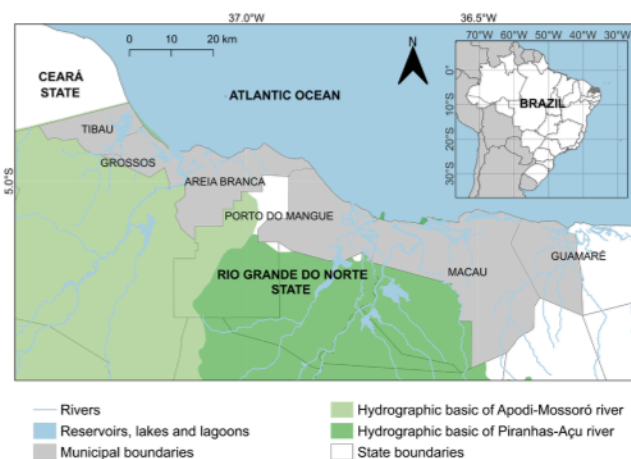 37.0°W
36.5°W
0
10
20 km
N
70°W 60°W 50°W 40°W 30°W
CEARÁ
STATE
ATLANTIC OCEAN
0°S
BRAZIL
10°S
20°S
30°S
TIBAU
GROSSOS
5.0°S
AREIA BRANCA
PORTO DO MANGUE
RIO GRANDE DO NORTE
STATE
MACAU
GUAMARÉ
Rivers
Reservoirs, lakes and lagoons
Municipal boundaries
Hydrographic basic of Apodi-Mossoró river
Hydrographic basic of Piranhas-Açu river
State boundaries